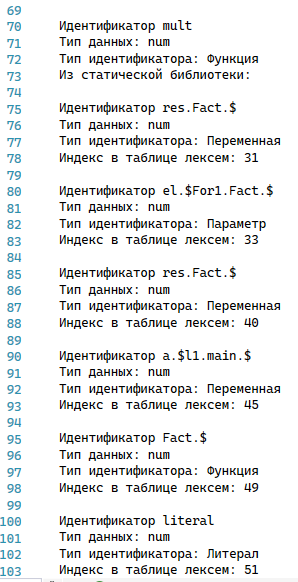 69
70 Идентификатор mult
71 Тип данных: num
72 Тип идентификатора: Функция
73 Из статической библиотеки:
74
75 Идентификатор res.Fact.$
76 Тип данных: num
77 Тип идентификатора: Переменная
78 Индекс в таблице лексем: 31
79
80 Идентификатор el.$For1.Fact.$
81 Тип данных: num
82 Тип идентификатора: Параметр
83 Индекс в таблице лексем: 33
84
85 Идентификатор res.Fact.$
86 Тип данных: num
87 Тип идентификатора: Переменная
88 Индекс в таблице лексем: 40
89
90 Идентификатор a.$l1.main.$
91 Тип данных: num
92 Тип идентификатора: Переменная
93 Индекс в таблице лексем: 45
94
95 Идентификатор Fact.$
96 Тип данных: num
97 Тип идентификатора: Функция
98 Индекс в таблице лексем: 49
99
100 Идентификатор literal
101 Тип данных: num
102 Тип идентификатора: Литерал
103 Индекс в таблице лексем: 51